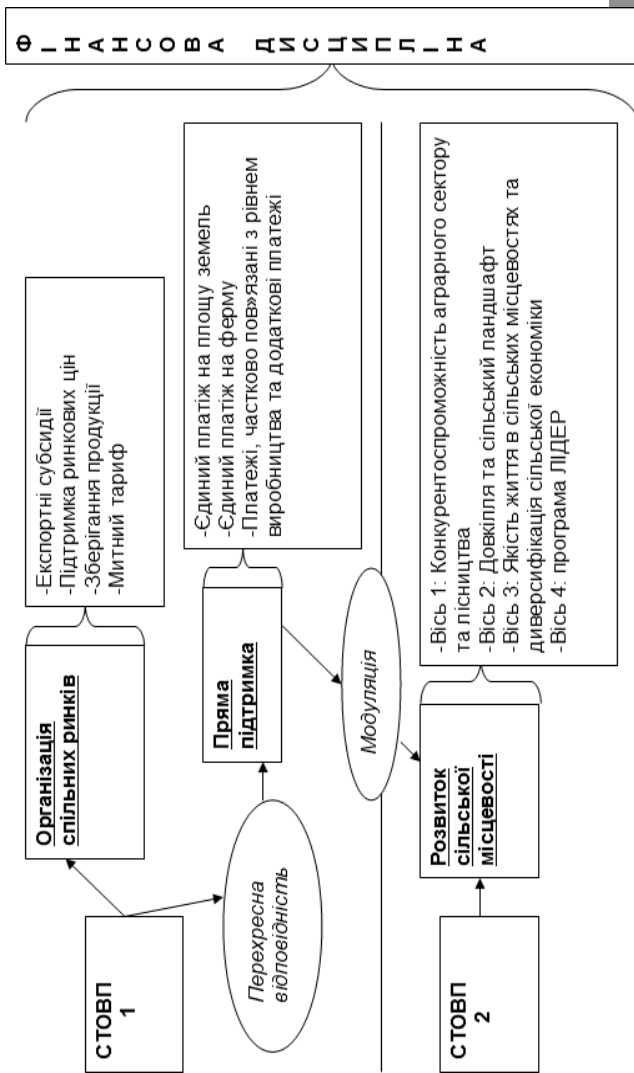 СТОВП
1
Організація
спільних ринків
-Експортні субсидії
-Підтримка ринкових цін
-Зберігання продукції
-Митний тариф
Перехресна
відповідність
Пряма
підтримка
-Єдиний платіж на площу земель
-Єдиний платіж на ферму
-Платежі, частково пов»язані з рівнем
виробництва та додаткові платежі
Модуляція
СТОВП
2
Розвиток
сільської
місцевості
-Вісь 1: Конкурентоспроможність аграрного сектору
та лісництва
-Вісь 2: Довкілля та сільський ландшафт
-Вісь 3: Якість життя в сільських місцевостях та
диверсифікація сільської економіки
-Вісь 4: програма ЛІДЕР
ФІНАНСОВА ДИСЦИПЛІНА